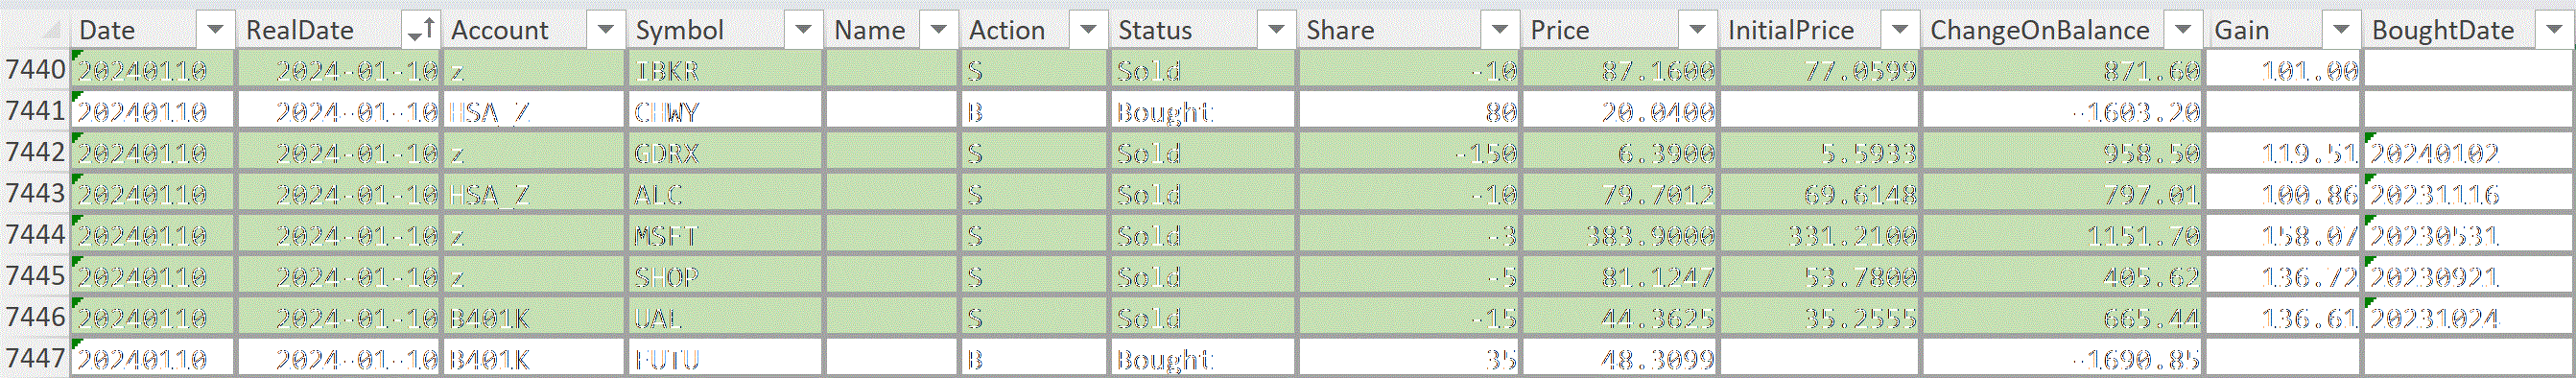 Date RealDate Account Symbol Name Action Status Share Price InitialPrice ChangeOnBalance Gain BoughtDate
7440 20240110 2024-01-10 z IBKR S Sold -10 87.1600 77.0599 871.60 101.00
7441 20240110 2024-01-10 HSA_Z CHWY B Bought 80 20.0400 -1603.20
7442 20240110 2024-01-10 z GDRX S Sold -150 6.3900 5.5933 958.50 119.51 20240102
7443 20240110 2024-01-10 HSA_Z ALC S Sold -10 79.7012 69.6148 797.01 100.86 20231116
7444 20240110 2024-01-10 z MSFT S Sold -3 383.9000 331.2100 1151.70 158.07 20230531
7445 20240110 2024-01-10 z SHOP S Sold -5 81.1247 53.7800 405.62 136.72 20230921
7446 20240110 2024-01-10 B401K UAL S Sold -15 44.3625 35.2555 665.44 136.61 20231024
7447 20240110 2024-01-10 B401K FUTU B Bought 35 48.3099 -1690.85